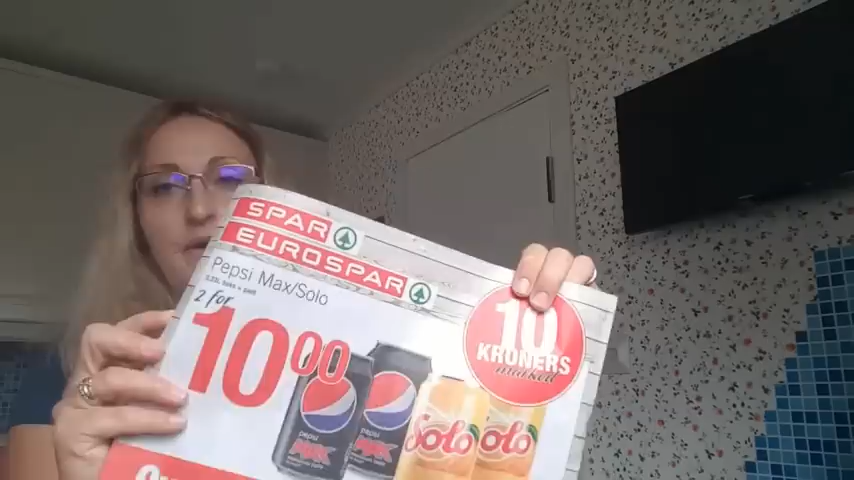 SPAR
EUROSPAR
Pepsi Max/Solo
2 for
10 00
10
KRONERS
marked
pepsi
MAX
pepsi
MAX
Solo
Solo